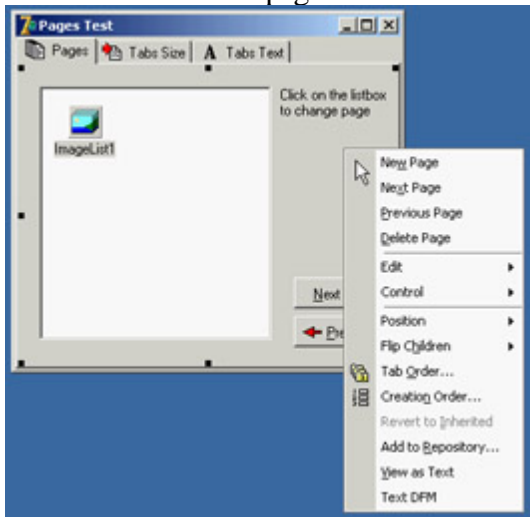 Pages Test
Pages
Tabs Size
A Tabs Text
Click on the listbox
to change page
ImageList1
Next
New Page
Next Page
Previous Page
Delete Page
Edit
Control
Position
Flip Children
Tab Order...
Creation Order...
Revert to Inherited
Add to Repository...
View as Text
Text DFM